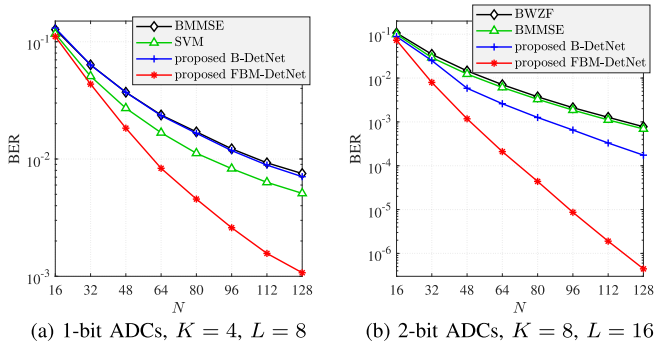 BMMSE
SVM
proposed B-DetNet
proposed FBM-DetNet
10^-1
10^-2
10^-3
BER
16 32 48 64 80 96 112 128
N
(a) 1-bit ADCs, K = 4, L = 8
BWZF
BMMSE
proposed B-DetNet
proposed FBM-DetNet
10^-1
10^-2
10^-3
10^-4
10^-5
10^-6
BER
16 32 48 64 80 96 112 128
N
(b) 2-bit ADCs, K = 8, L = 16